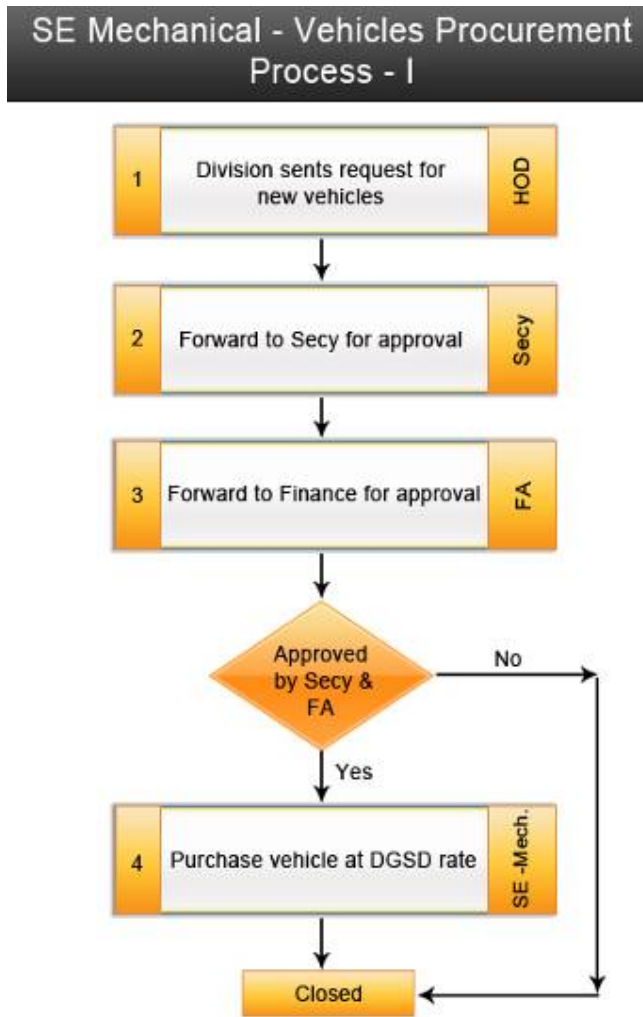 SE Mechanical - Vehicles Procurement
Process - I
1
Division sents request for
new vehicles
HOD
2
Forward to Secy for approval
Secy
3
Forward to Finance for approval
FA
Approved
by Secy &
FA
No
Yes
4
Purchase vehicle at DGSD rate
SE -Mech.
Closed